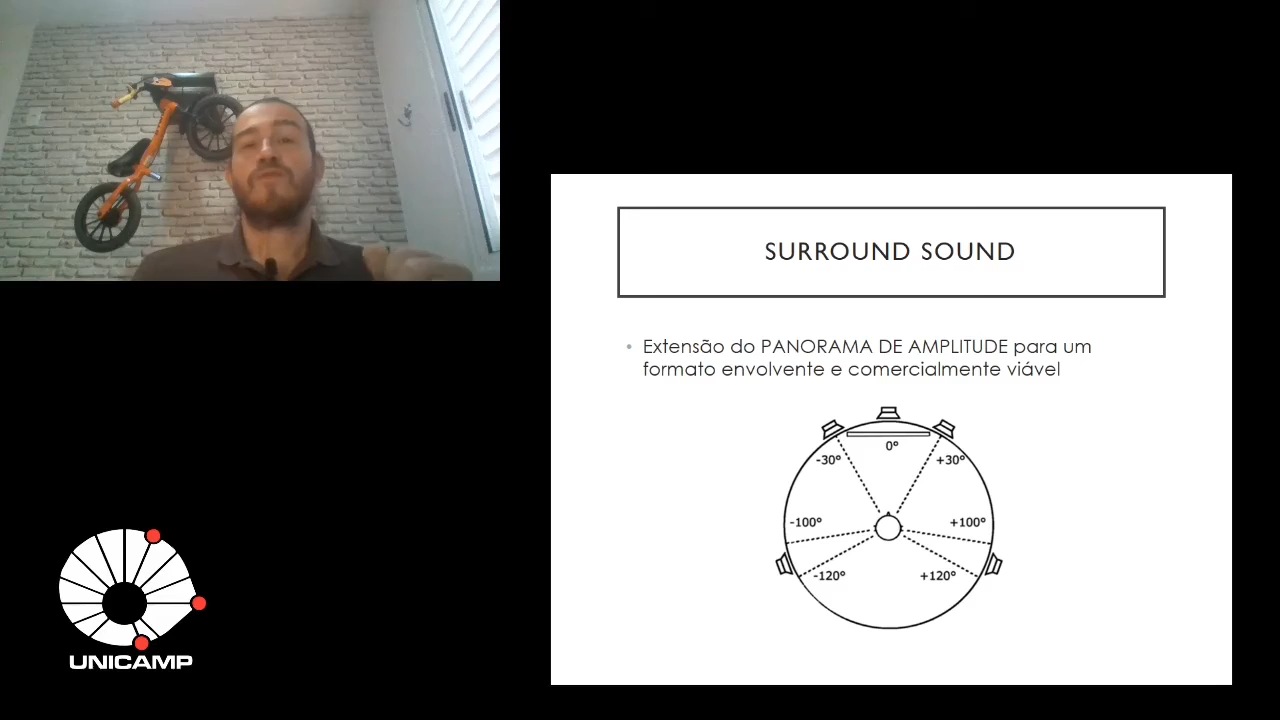 SURROUND SOUND
• Extensão do PANORAMA DE AMPLITUDE para um
formato envolvente e comercialmente viável
0°
-30°
+30°
-100°
+100°
-120°
+120°
UNICAMP